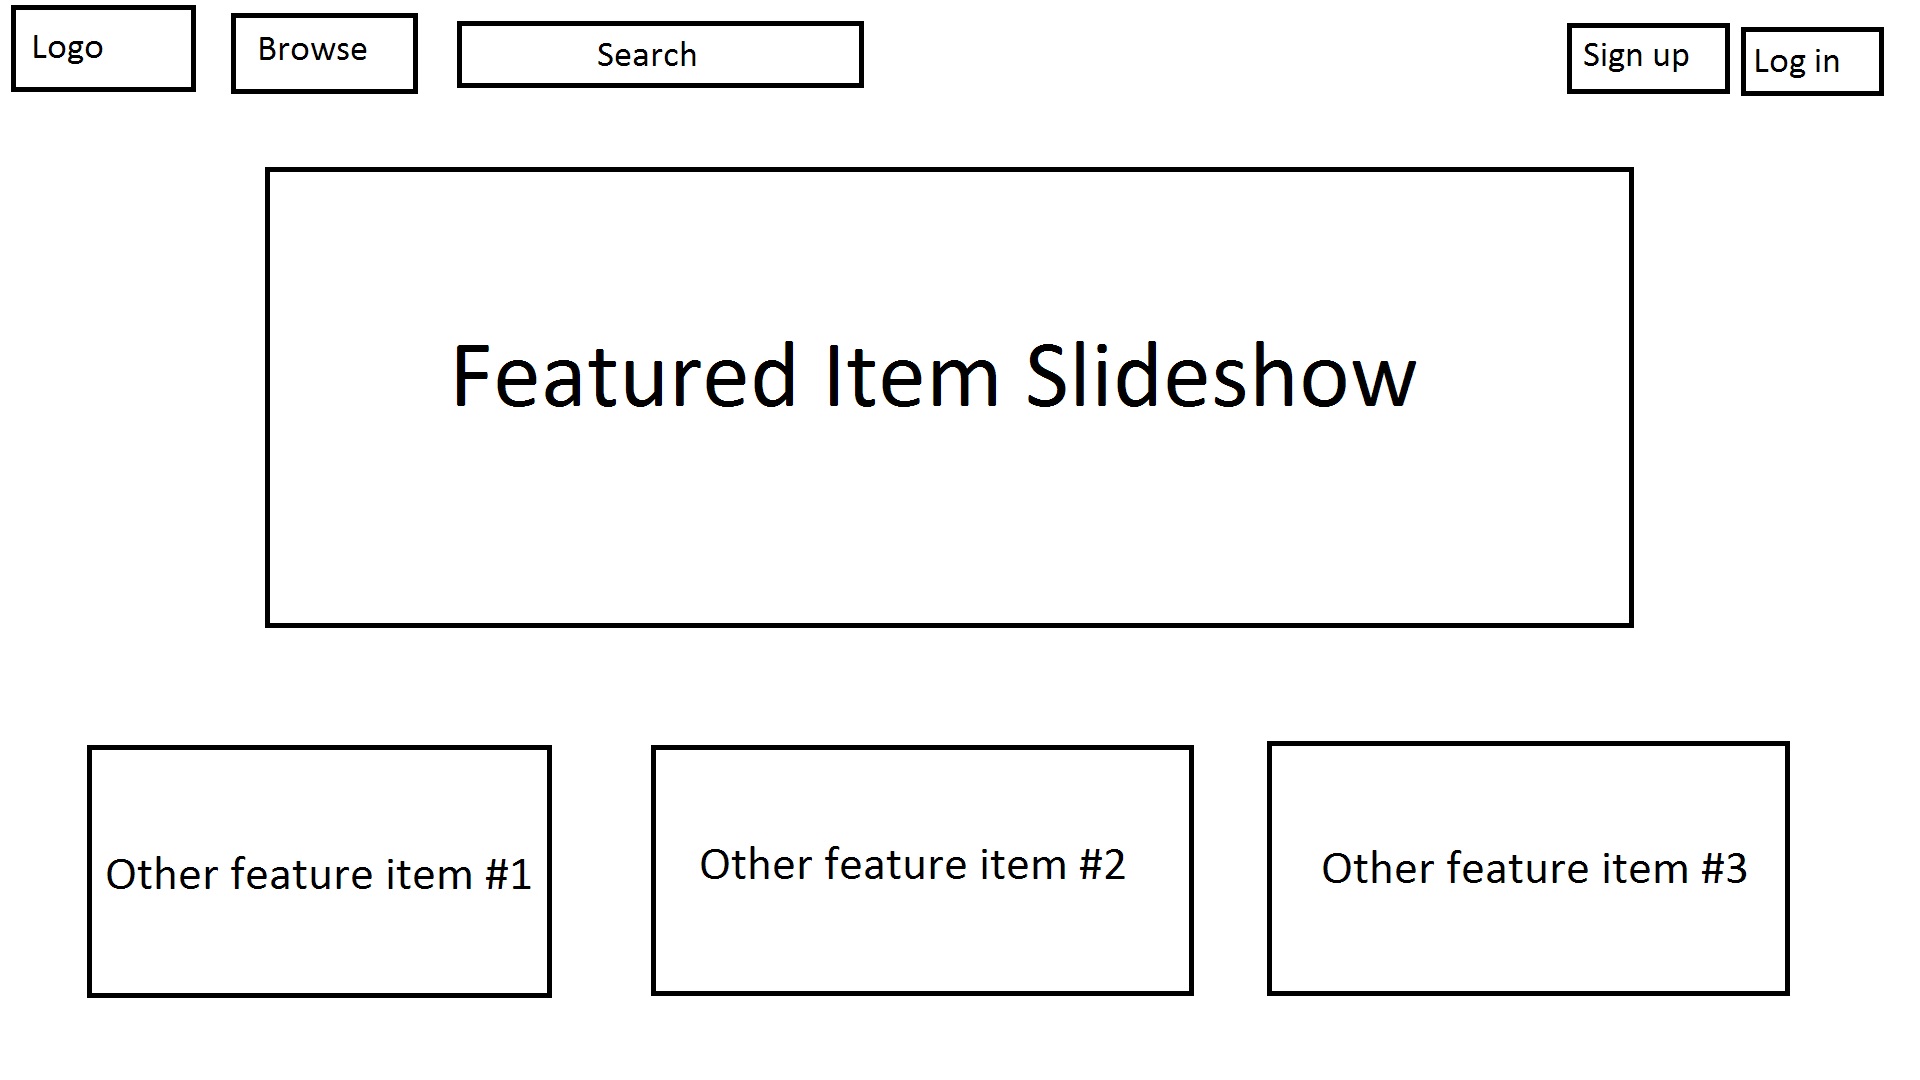 Logo
Browse
Search
Sign up
Log in
Featured Item Slideshow
Other feature item #1
Other feature item #2
Other feature item #3